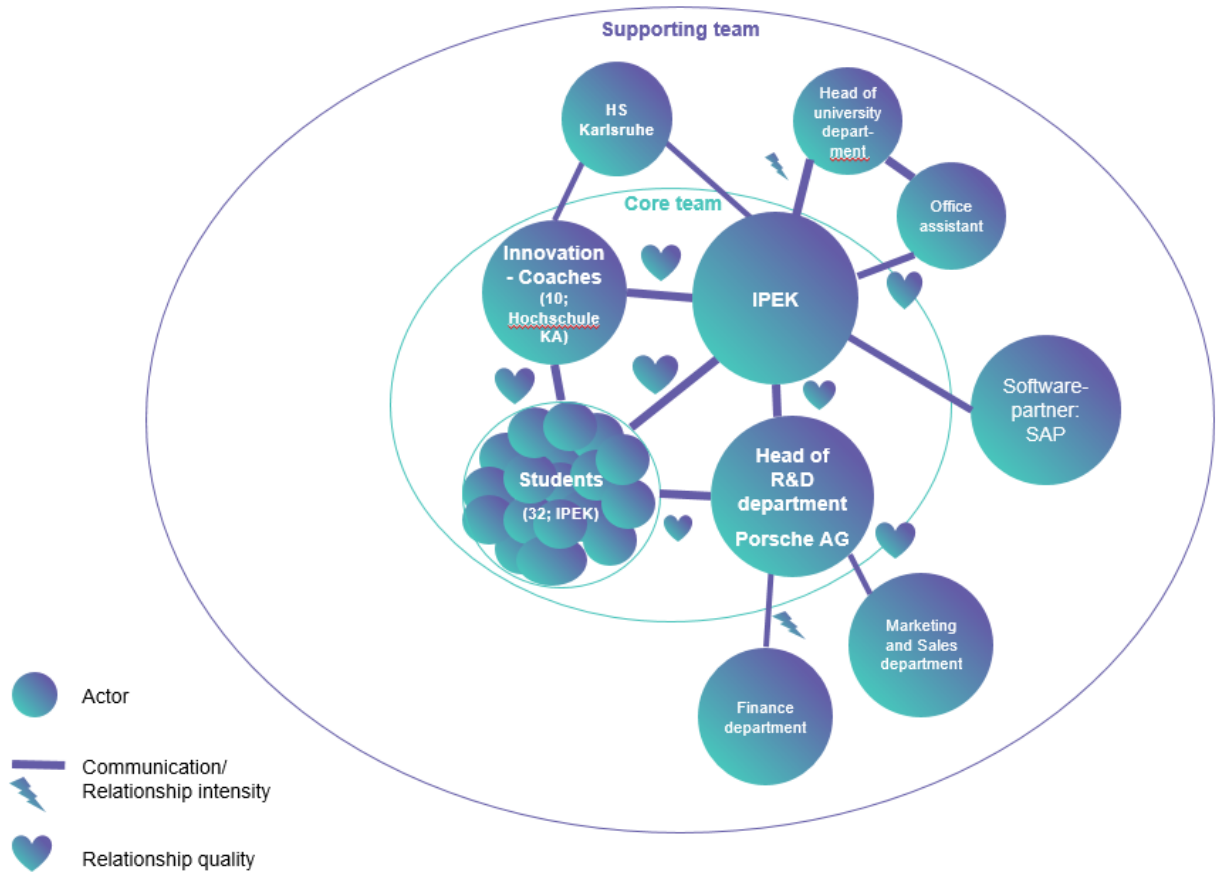 Supporting team
HS
Karlsruhe
Head of
university
depart-
ment
Office
assistant
Core team
Innovation
- Coaches
(10;
Hochschule
KA)
IPEK
Software-
partner:
SAP
Students
(32; IPEK)
Head of
R&D
department
Porsche AG
Marketing
and Sales
department
Finance
department
Actor
Communication/
Relationship intensity
Relationship quality